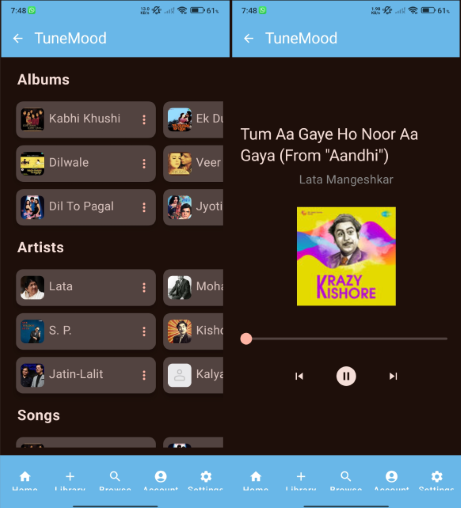 7:48
61%
TuneMood
Albums
Kabhi Khushi
Ek Du
Dilwale
Veer
Dil To Pagal
Jyoti
Artists
Lata
Moha
S. P.
Kisho
Jatin-Lalit
Kalya
Songs
Home
Library
Browse
Account
Settings
7:48
61%
TuneMood
Tum Aa Gaye Ho Noor Aa
Gaya (From "Aandhi")
Lata Mangeshkar
KRAZY
KISHORE
Home
Library
Browse
Account
Settings